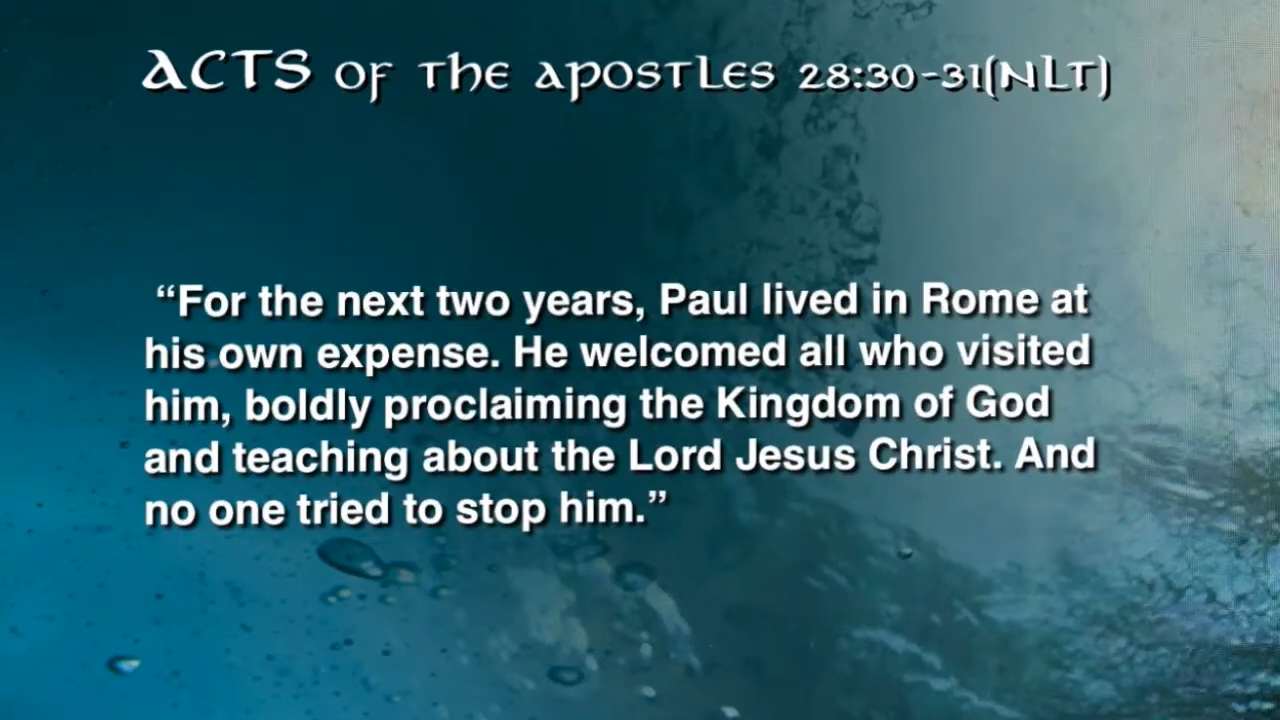 ACTS of the Apostles 28:30-31(NLT)
“For the next two years, Paul lived in Rome at
his own expense. He welcomed all who visited
him, boldly proclaiming the Kingdom of God
and teaching about the Lord Jesus Christ. And
no one tried to stop him.”